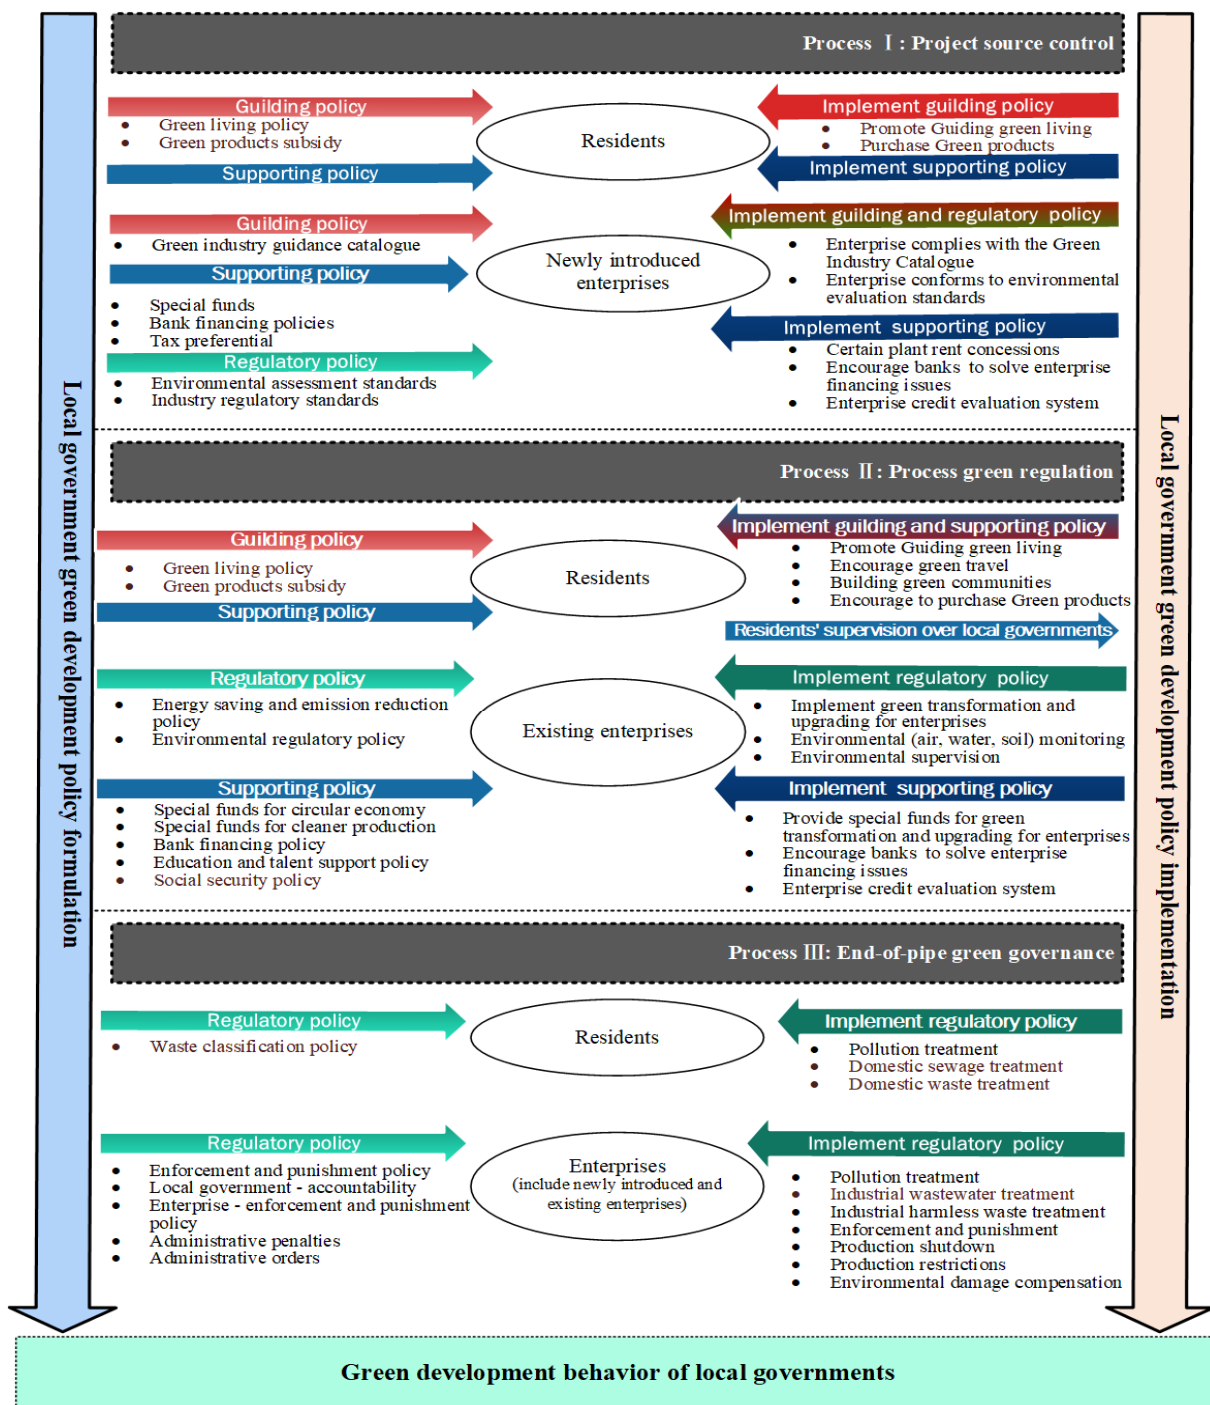 Process Ⅰ: Project source control
Guilding policy
• Green living policy
• Green products subsidy
Supporting policy
Residents
Implement guilding policy
• Promote Guiding green living
• Purchase Green products
Implement supporting policy
Guilding policy
• Green industry guidance catalogue
Supporting policy
• Special funds
• Bank financing policies
• Tax preferential
Regulatory policy
• Environmental assessment standards
• Industry regulatory standards
Newly introduced
enterprises
Implement guilding and regulatory policy
• Enterprise complies with the Green
Industry Catalogue
• Enterprise conforms to environmental
evaluation standards
Implement supporting policy
• Certain plant rent concessions
• Encourage banks to solve enterprise
financing issues
• Enterprise credit evaluation system
Local government green development policy formulation
Local government green development policy implementation
Process Ⅱ: Process green regulation
Guilding policy
• Green living policy
• Green products subsidy
Supporting policy
Residents
Implement guilding and supporting policy
• Promote Guiding green living
• Encourage green travel
• Building green communities
• Encourage to purchase Green products
Residents' supervision over local governments
Regulatory policy
• Energy saving and emission reduction
policy
• Environmental regulatory policy
Supporting policy
• Special funds for circular economy
• Special funds for cleaner production
• Bank financing policy
• Education and talent support policy
• Social security policy
Existing enterprises
Implement regulatory policy
• Implement green transformation and
upgrading for enterprises
• Environmental (air, water, soil) monitoring
• Environmental supervision
Implement supporting policy
• Provide special funds for green
transformation and upgrading for enterprises
• Encourage banks to solve enterprise
financing issues
• Enterprise credit evaluation system
Process Ⅲ: End-of-pipe green governance
Regulatory policy
• Waste classification policy
Residents
Implement regulatory policy
• Pollution treatment
• Domestic sewage treatment
• Domestic waste treatment
Regulatory policy
• Enforcement and punishment policy
• Local government - accountability
• Enterprise - enforcement and punishment
policy
• Administrative penalties
• Administrative orders
Enterprises
(include newly introduced and
existing enterprises)
Implement regulatory policy
• Pollution treatment
• Industrial wastewater treatment
• Industrial harmless waste treatment
• Enforcement and punishment
• Production shutdown
• Production restrictions
• Environmental damage compensation
Green development behavior of local governments